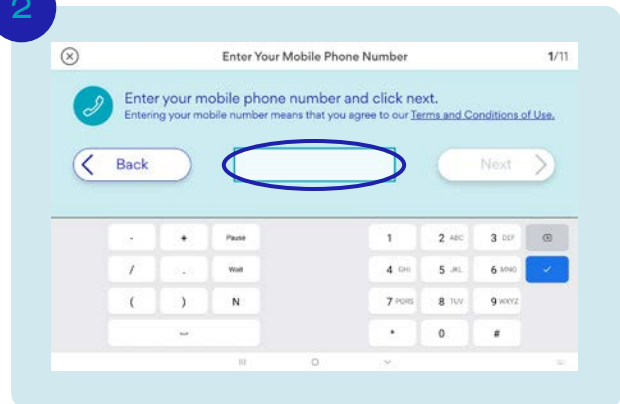 2
Enter Your Mobile Phone Number 1/11
Enter your mobile phone number and click next.
Entering your mobile number means that you agree to our Terms and Conditions of Use.
Back Next
- + Pause 1 2 ABC 3 DEF
/ . Wait 4 GHI 5 JKL 6 MNO
( ) N 7 PQRS 8 TUV 9 WXYZ
* 0 #